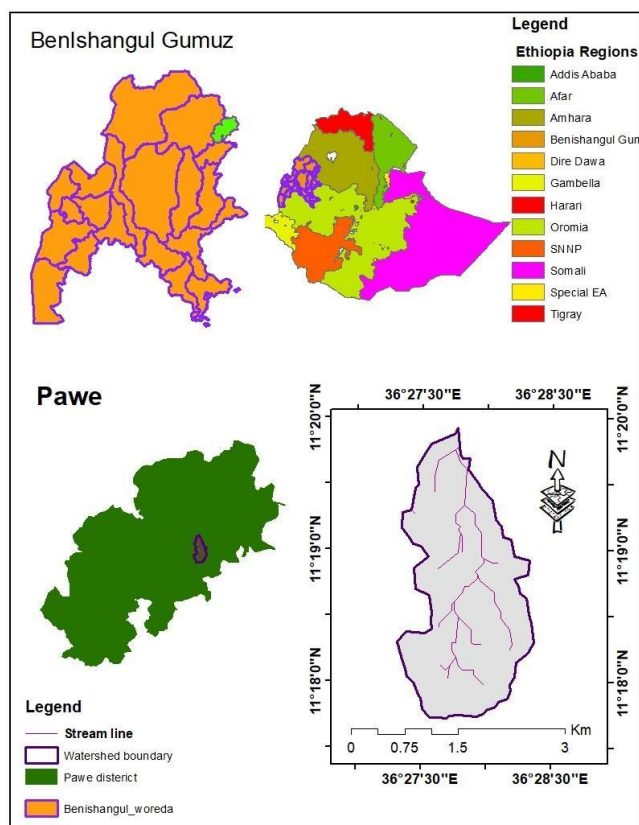 BenIshangul Gumuz
Legend
Ethiopia Regions
Addis Ababa
Afar
Amhara
Benishangul Gum
Dire Dawa
Gambella
Harari
Oromia
SNNP
Somali
Special EA
Tigray
Pawe
Legend
Stream line
Watershed boundary
Pawe disterict
Benishangul_woreda
36°27'30"E 36°28'30"E
11°20'0"N 11°20'0"N
N
11°19'0"N 11°19'0"N
11°18'0"N 11°18'0"N
Km
0 0.75 1.5 3
36°27'30"E 36°28'30"E